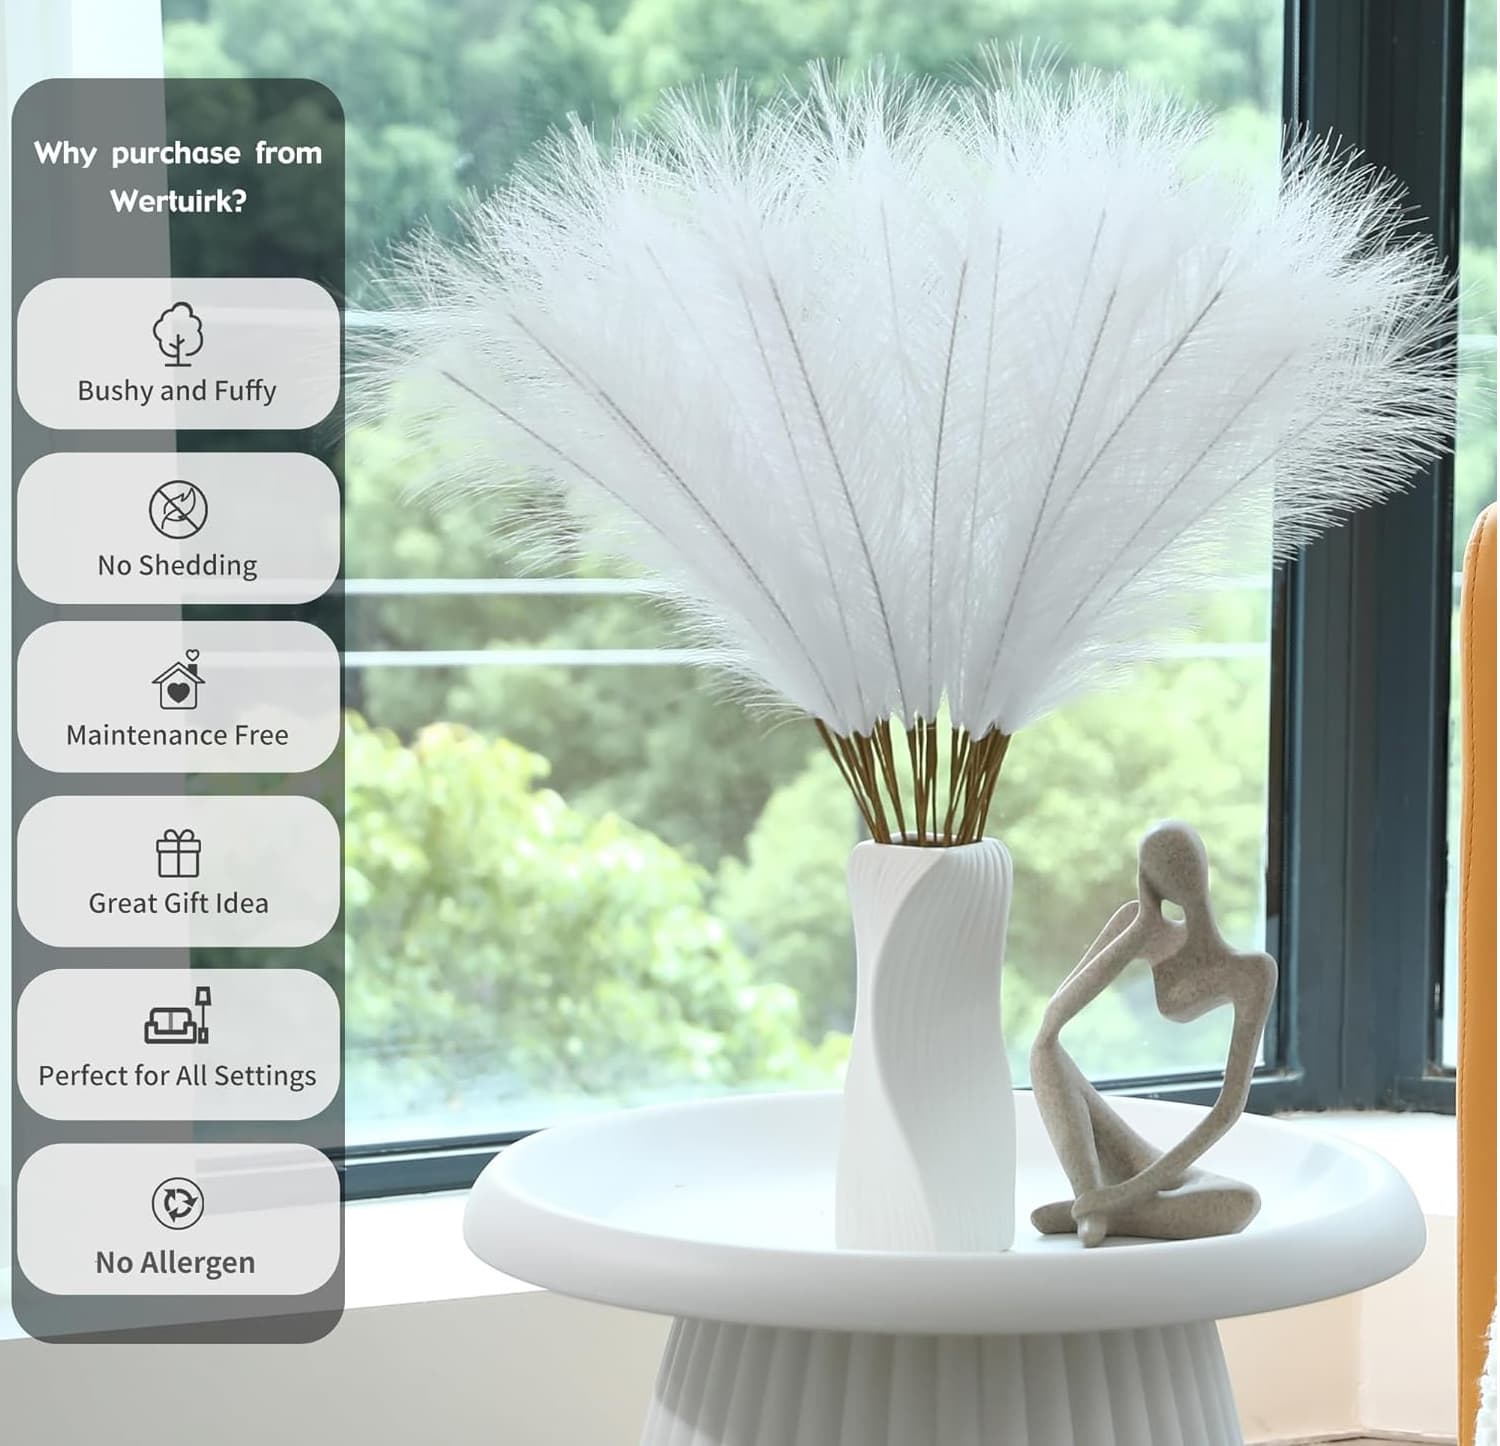 Why purchase from
Wertuirk?
Bushy and Fuffy
No Shedding
Maintenance Free
Great Gift Idea
Perfect for All Settings
No Allergen